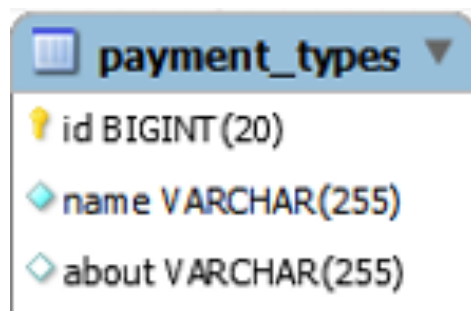 payment_types
id BIGINT(20)
name VARCHAR(255)
about VARCHAR(255)